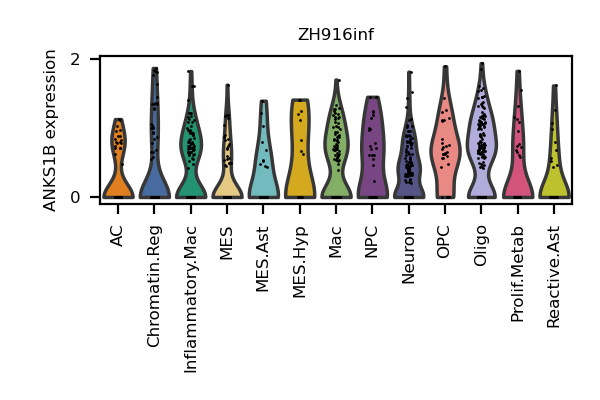 ZH916inf
ANKS1B expression
2
0
AC
Chromatin.Reg
Inflammatory.Mac
MES
MES.Ast
MES.Hyp
Mac
NPC
Neuron
OPC
Oligo
Prolif.Metab
Reactive.Ast